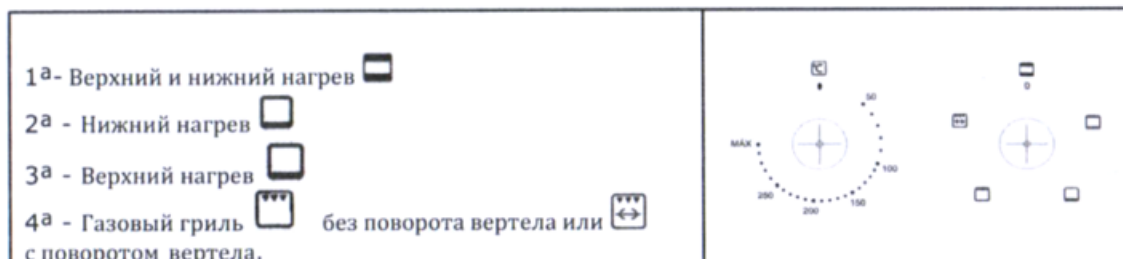 1ª- Верхний и нижний нагрев
2ª - Нижний нагрев
3ª - Верхний нагрев
4ª - Газовый гриль без поворота вертела или
с поворотом вертела.
°C
50
100
150
200
250
MÁX
0